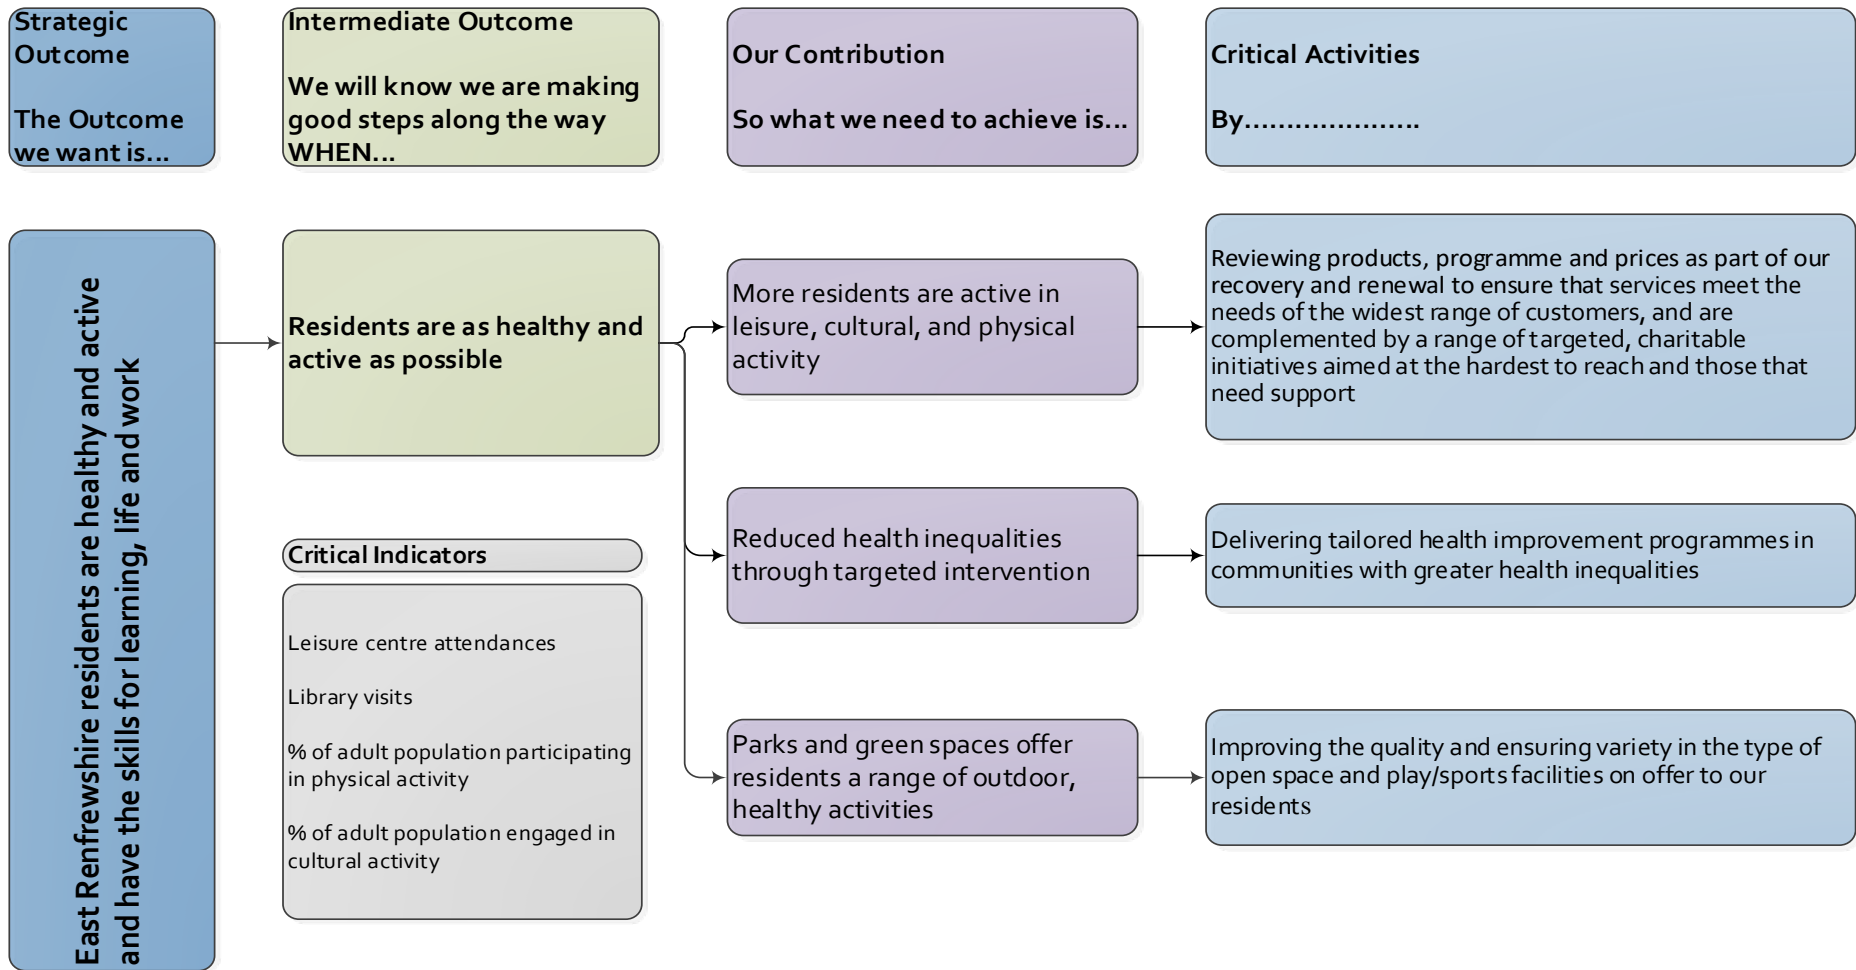 Strategic
Outcome
The Outcome
we want is...
Intermediate Outcome
We will know we are making
good steps along the way
WHEN...
Our Contribution
So what we need to achieve is...
Critical Activities
By.....................
East Renfrewshire residents are healthy and active
and have the skills for learning, life and work
Residents are as healthy and
active as possible
More residents are active in
leisure, cultural, and physical
activity
Reviewing products, programme and prices as part of our
recovery and renewal to ensure that services meet the
needs of the widest range of customers, and are
complemented by a range of targeted, charitable
initiatives aimed at the hardest to reach and those that
need support
Critical Indicators
Leisure centre attendances
Library visits
% of adult population participating
in physical activity
% of adult population engaged in
cultural activity
Reduced health inequalities
through targeted intervention
Delivering tailored health improvement programmes in
communities with greater health inequalities
Parks and green spaces offer
residents a range of outdoor,
healthy activities
Improving the quality and ensuring variety in the type of
open space and play/sports facilities on offer to our
residents